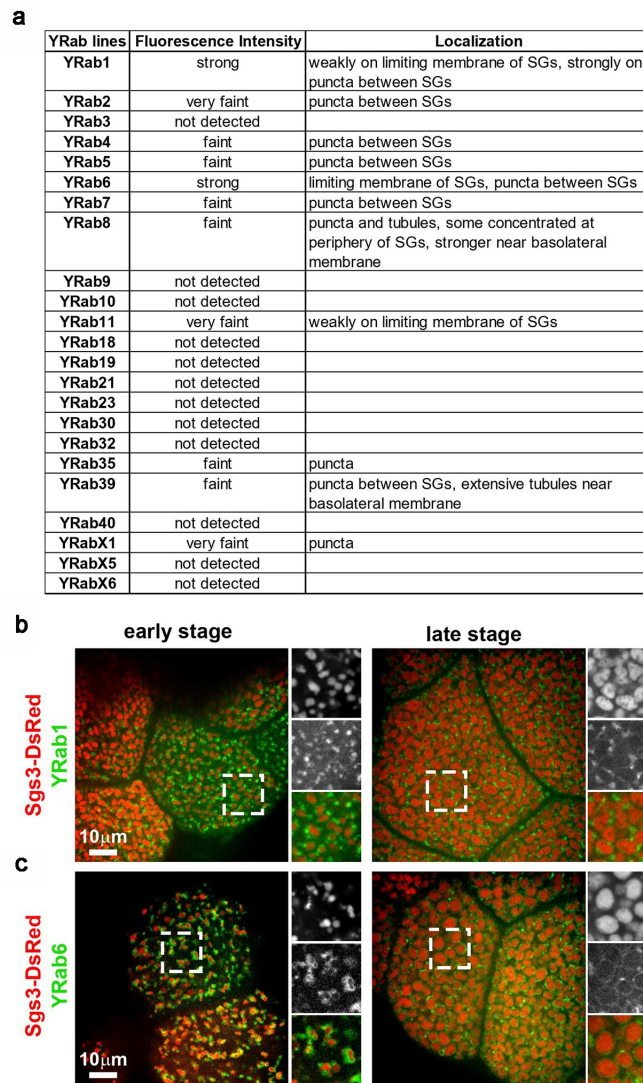 a
YRab lines Fluorescence Intensity Localization
YRab1 strong weakly on limiting membrane of SGs, strongly on
puncta between SGs
YRab2 very faint puncta between SGs
YRab3 not detected
YRab4 faint puncta between SGs
YRab5 faint puncta between SGs
YRab6 strong limiting membrane of SGs, puncta between SGs
YRab7 faint puncta between SGs
YRab8 faint puncta and tubules, some concentrated at
periphery of SGs, stronger near basolateral
membrane
YRab9 not detected
YRab10 not detected
YRab11 very faint weakly on limiting membrane of SGs
YRab18 not detected
YRab19 not detected
YRab21 not detected
YRab23 not detected
YRab30 not detected
YRab32 not detected
YRab35 faint puncta
YRab39 faint puncta between SGs, extensive tubules near
basolateral membrane
YRab40 not detected
YRabX1 very faint puncta
YRabX5 not detected
YRabX6 not detected
b
early stage late stage
Sgs3-DsRed
YRab1
10μm
c
Sgs3-DsRed
YRab6
10μm